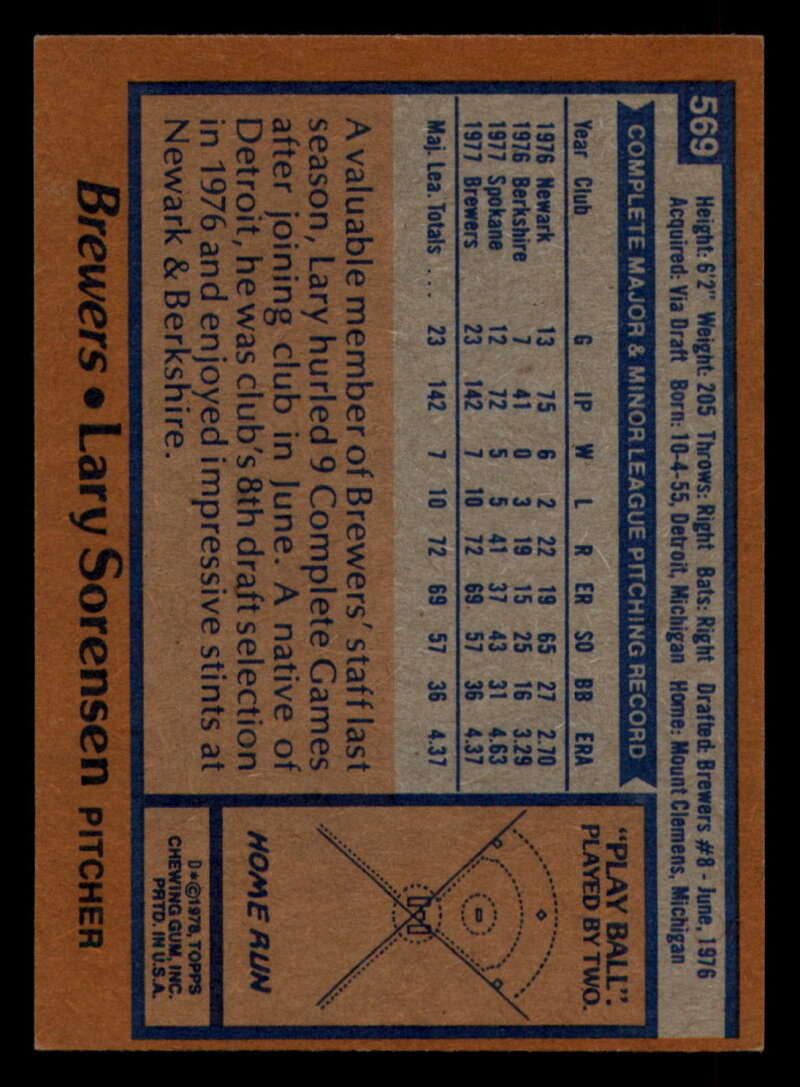 569
Height: 6'2" Weight: 205 Throws: Right Bats: Right Drafted: Brewers #8 - June, 1976
Acquired: Via Draft Born: 10-4-55, Detroit, Michigan Home: Mount Clemens, Michigan
COMPLETE MAJOR & MINOR LEAGUE PITCHING RECORD
Year Club G IP W L R ER SO BB ERA
1976 Newark 13 75 6 2 22 19 65 27 2.70
1976 Berkshire 7 41 0 3 19 15 25 16 3.29
1977 Spokane 12 72 5 5 41 37 43 31 4.63
1977 Brewers 23 142 7 10 72 69 57 36 4.37
Maj. Lea. Totals .... 23 142 7 10 72 69 57 36 4.37
A valuable member of Brewers' staff last
season, Lary hurled 9 Complete Games
after joining club in June. A native of
Detroit, he was club's 8th draft selection
in 1976 and enjoyed impressive stints at
Newark & Berkshire.
"PLAY BALL":
PLAYED BY TWO.
HOME RUN
D*©1978, TOPPS
CHEWING GUM, INC.
PRTD. IN U.S.A.
Brewers • Lary Sorensen PITCHER